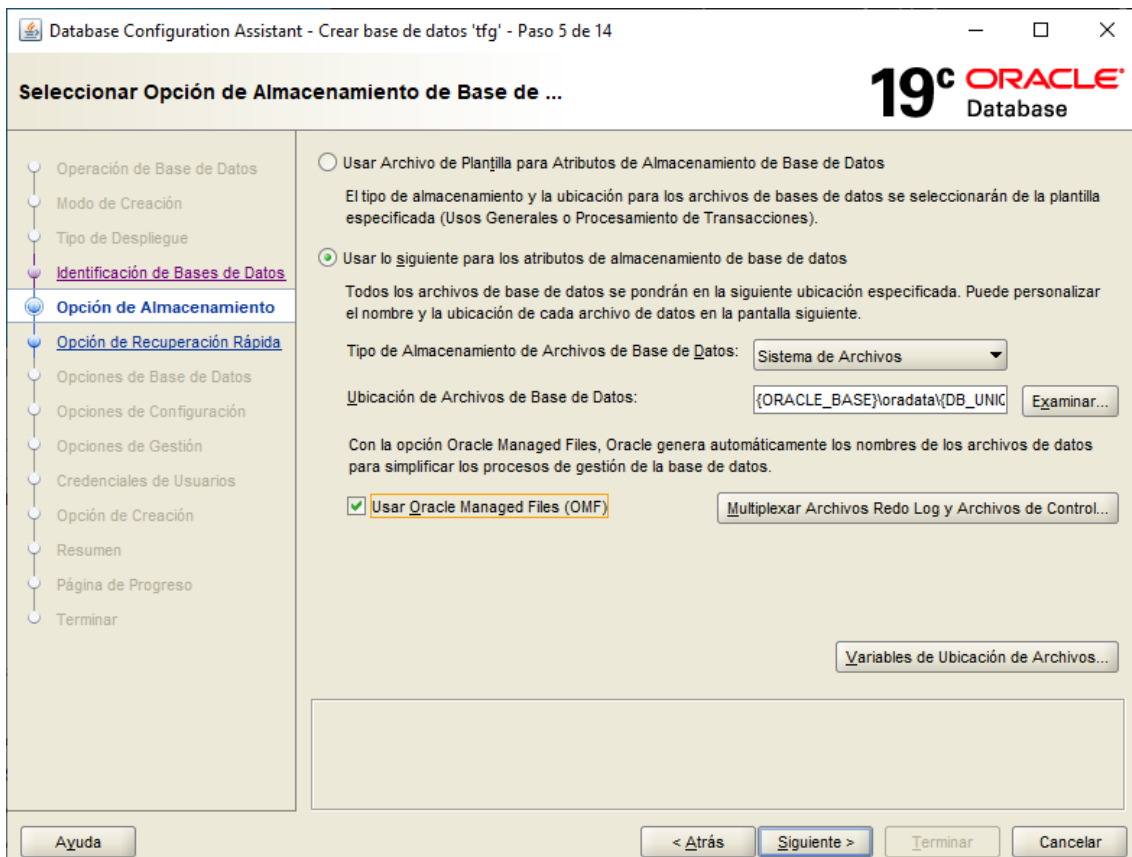 Database Configuration Assistant - Crear base de datos 'tfg' - Paso 5 de 14
Seleccionar Opción de Almacenamiento de Base de ...
19c ORACLE
Database
Operación de Base de Datos
Modo de Creación
Tipo de Despliegue
Identificación de Bases de Datos
Opción de Almacenamiento
Opción de Recuperación Rápida
Opciones de Base de Datos
Opciones de Configuración
Opciones de Gestión
Credenciales de Usuarios
Opción de Creación
Resumen
Página de Progreso
Terminar
Usar Archivo de Plantilla para Atributos de Almacenamiento de Base de Datos
El tipo de almacenamiento y la ubicación para los archivos de bases de datos se seleccionarán de la plantilla
especificada (Usos Generales o Procesamiento de Transacciones).
Usar lo siguiente para los atributos de almacenamiento de base de datos
Todos los archivos de base de datos se pondrán en la siguiente ubicación especificada. Puede personalizar
el nombre y la ubicación de cada archivo de datos en la pantalla siguiente.
Tipo de Almacenamiento de Archivos de Base de Datos: Sistema de Archivos
Ubicación de Archivos de Base de Datos: {ORACLE_BASE}\oradata\{DB_UNIQ Examinar...
Con la opción Oracle Managed Files, Oracle genera automáticamente los nombres de los archivos de datos
para simplificar los procesos de gestión de la base de datos.
Usar Oracle Managed Files (OMF) Multiplexar Archivos Redo Log y Archivos de Control...
Variables de Ubicación de Archivos...
Ayuda < Atrás Siguiente > Terminar Cancelar